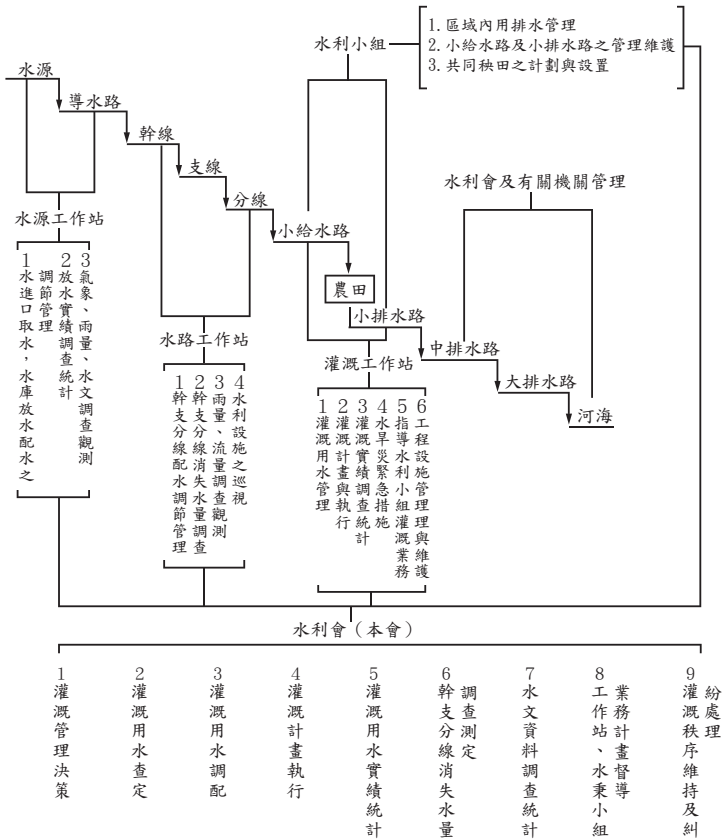 水利小組
1. 區域內用排水管理
2. 小給水路及小排水路之管理維護
3. 共同秧田之計劃與設置
水源
導水路
幹線
支線
分線
小給水路
農田
小排水路
中排水路
大排水路
河海
水利會及有關機關管理
水源工作站
1 水進口取水，水庫放水配水之
調節管理
2 放水實績調查統計
3 氣象、雨量、水文調查觀測
水路工作站
1 幹支分線配水調節管理
2 幹支分線消失水量調查
3 雨量、流量調查觀測
4 水利設施之巡視
灌溉工作站
1 灌溉用水管理
2 灌溉計畫與執行
3 灌溉實績調查統計
4 水旱災緊急措施
5 指導水利小組灌溉業務
6 工程設施管理理與維護
水利會（本會）
1 灌溉管理決策
2 灌溉用水查定
3 灌溉用水調配
4 灌溉計畫執行
5 灌溉用水實績統計
6 幹支分線消失水量
調查測定
7 水文資料調查統計
8 工作站、水秉小組
業務計畫督導
9 灌溉秩序維持及糾
紛處理